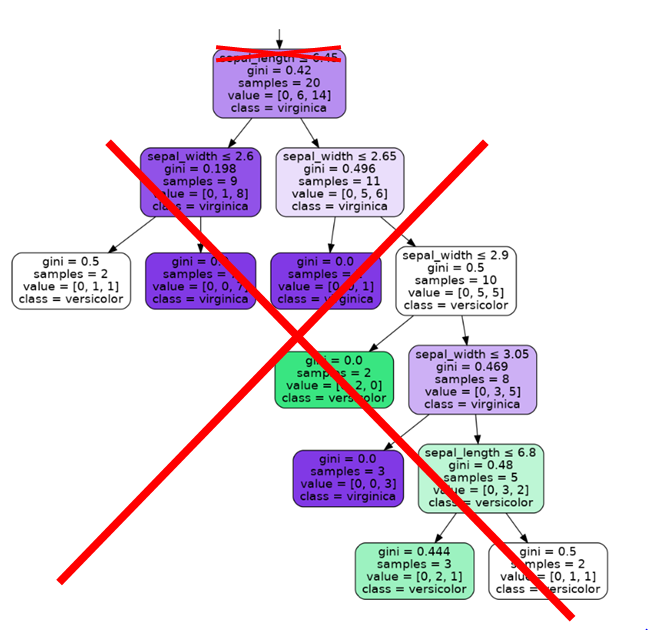 sepal_length ≤ 6.45
gini = 0.42
samples = 20
value = [0, 6, 14]
class = virginica
sepal_width ≤ 2.6
gini = 0.198
samples = 9
value = [0, 1, 8]
class = virginica
sepal_width ≤ 2.65
gini = 0.496
samples = 11
value = [0, 5, 6]
class = virginica
gini = 0.5
samples = 2
value = [0, 1, 1]
class = versicolor
gini = 0.0
samples =
value = [0, 0, 7]
class = virginica
gini = 0.0
samples =
value = [0, 0, 1]
class = virginica
sepal_width ≤ 2.9
gini = 0.5
samples = 10
value = [0, 5, 5]
class = versicolor
gini = 0.0
samples = 2
value = [0, 2, 0]
class = versicolor
sepal_width ≤ 3.05
gini = 0.469
samples = 8
value = [0, 3, 5]
class = virginica
gini = 0.0
samples = 3
value = [0, 0, 3]
class = virginica
sepal_length ≤ 6.8
gini = 0.48
samples = 5
value = [0, 3, 2]
class = versicolor
gini = 0.444
samples = 3
value = [0, 2, 1]
class = versicolor
gini = 0.5
samples = 2
value = [0, 1, 1]
class = versicolor